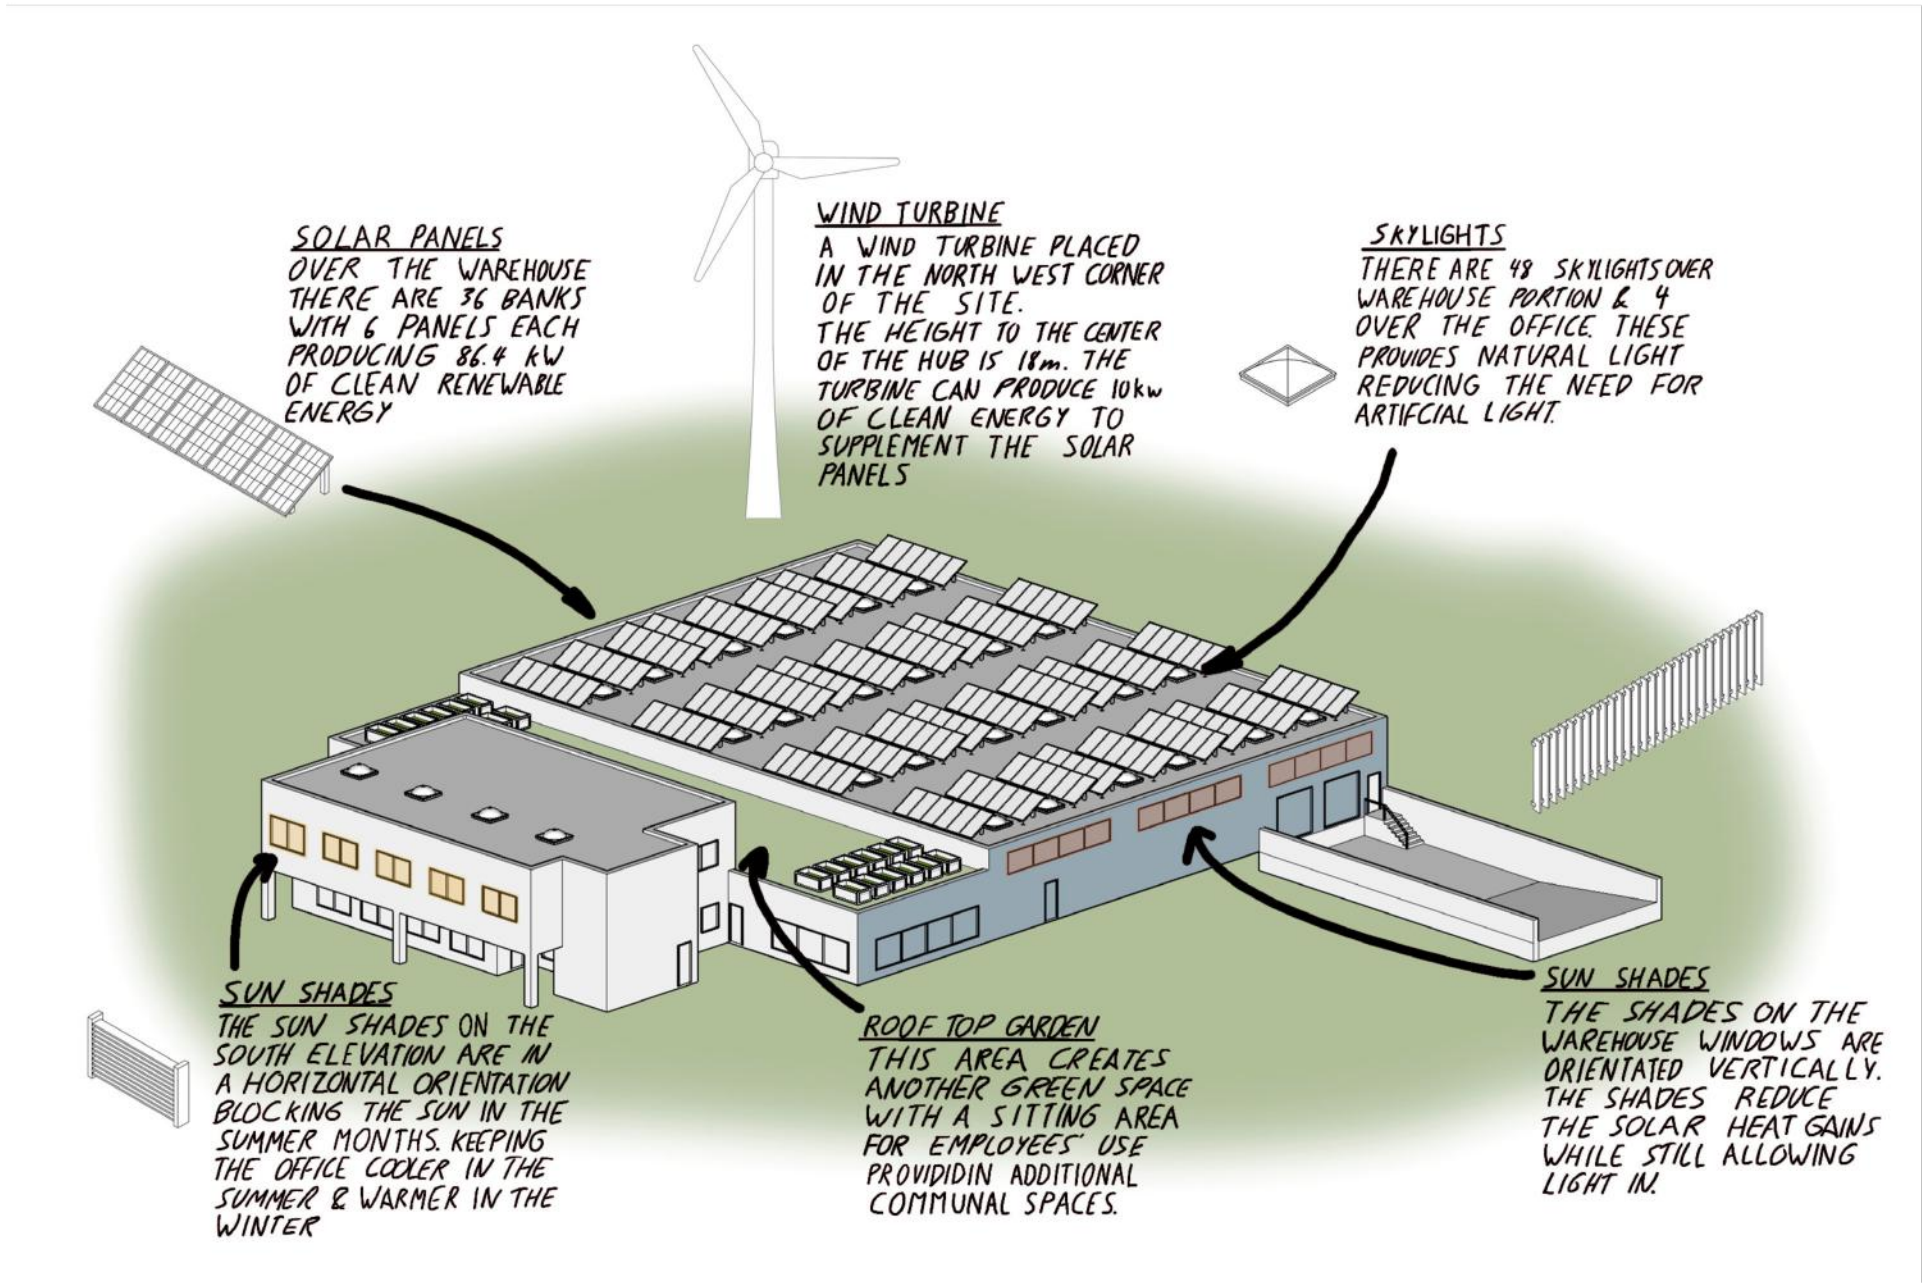 SOLAR PANELS
OVER THE WAREHOUSE
THERE ARE 36 BANKS
WITH 6 PANELS EACH
PRODUCING 86.4 KW
OF CLEAN RENEWABLE
ENERGY
WIND TURBINE
A WIND TURBINE PLACED
IN THE NORTH WEST CORNER
OF THE SITE.
THE HEIGHT TO THE CENTER
OF THE HUB IS 18m. THE
TURBINE CAN PRODUCE 10kw
OF CLEAN ENERGY TO
SUPPLEMENT THE SOLAR
PANELS
SKYLIGHTS
THERE ARE 48 SKYLIGHTS OVER
WAREHOUSE PORTION & 4
OVER THE OFFICE. THESE
PROVIDES NATURAL LIGHT
REDUCING THE NEED FOR
ARTIFCIAL LIGHT.
SUN SHADES
THE SUN SHADES ON THE
SOUTH ELEVATION ARE IN
A HORIZONTAL ORIENTATION
BLOCKING THE SUN IN THE
SUMMER MONTHS. KEEPING
THE OFFICE COOLER IN THE
SUMMER & WARMER IN THE
WINTER
ROOF TOP GARDEN
THIS AREA CREATES
ANOTHER GREEN SPACE
WITH A SITTING AREA
FOR EMPLOYEES' USE
PROVIDIDIN ADDITIONAL
COMMUNAL SPACES.
SUN SHADES
THE SHADES ON THE
WAREHOUSE WINDOWS ARE
ORIENTATED VERTICALLY.
THE SHADES REDUCE
THE SOLAR HEAT GAINS
WHILE STILL ALLOWING
LIGHT IN.